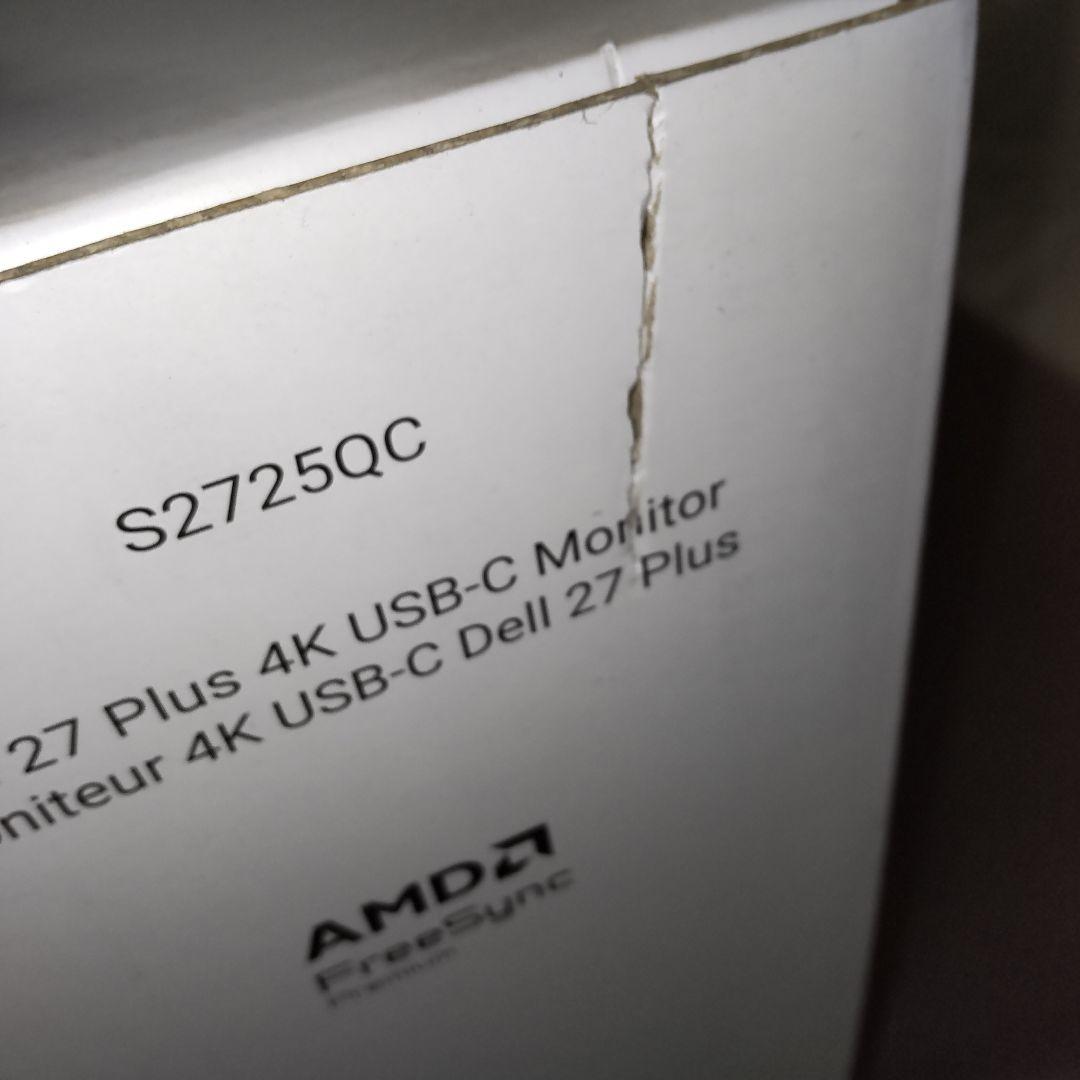 S2725QC
27 Plus 4K USB-C Monitor
niteur 4K USB-C Dell 27 Plus
AMD
FreeSync
Premium